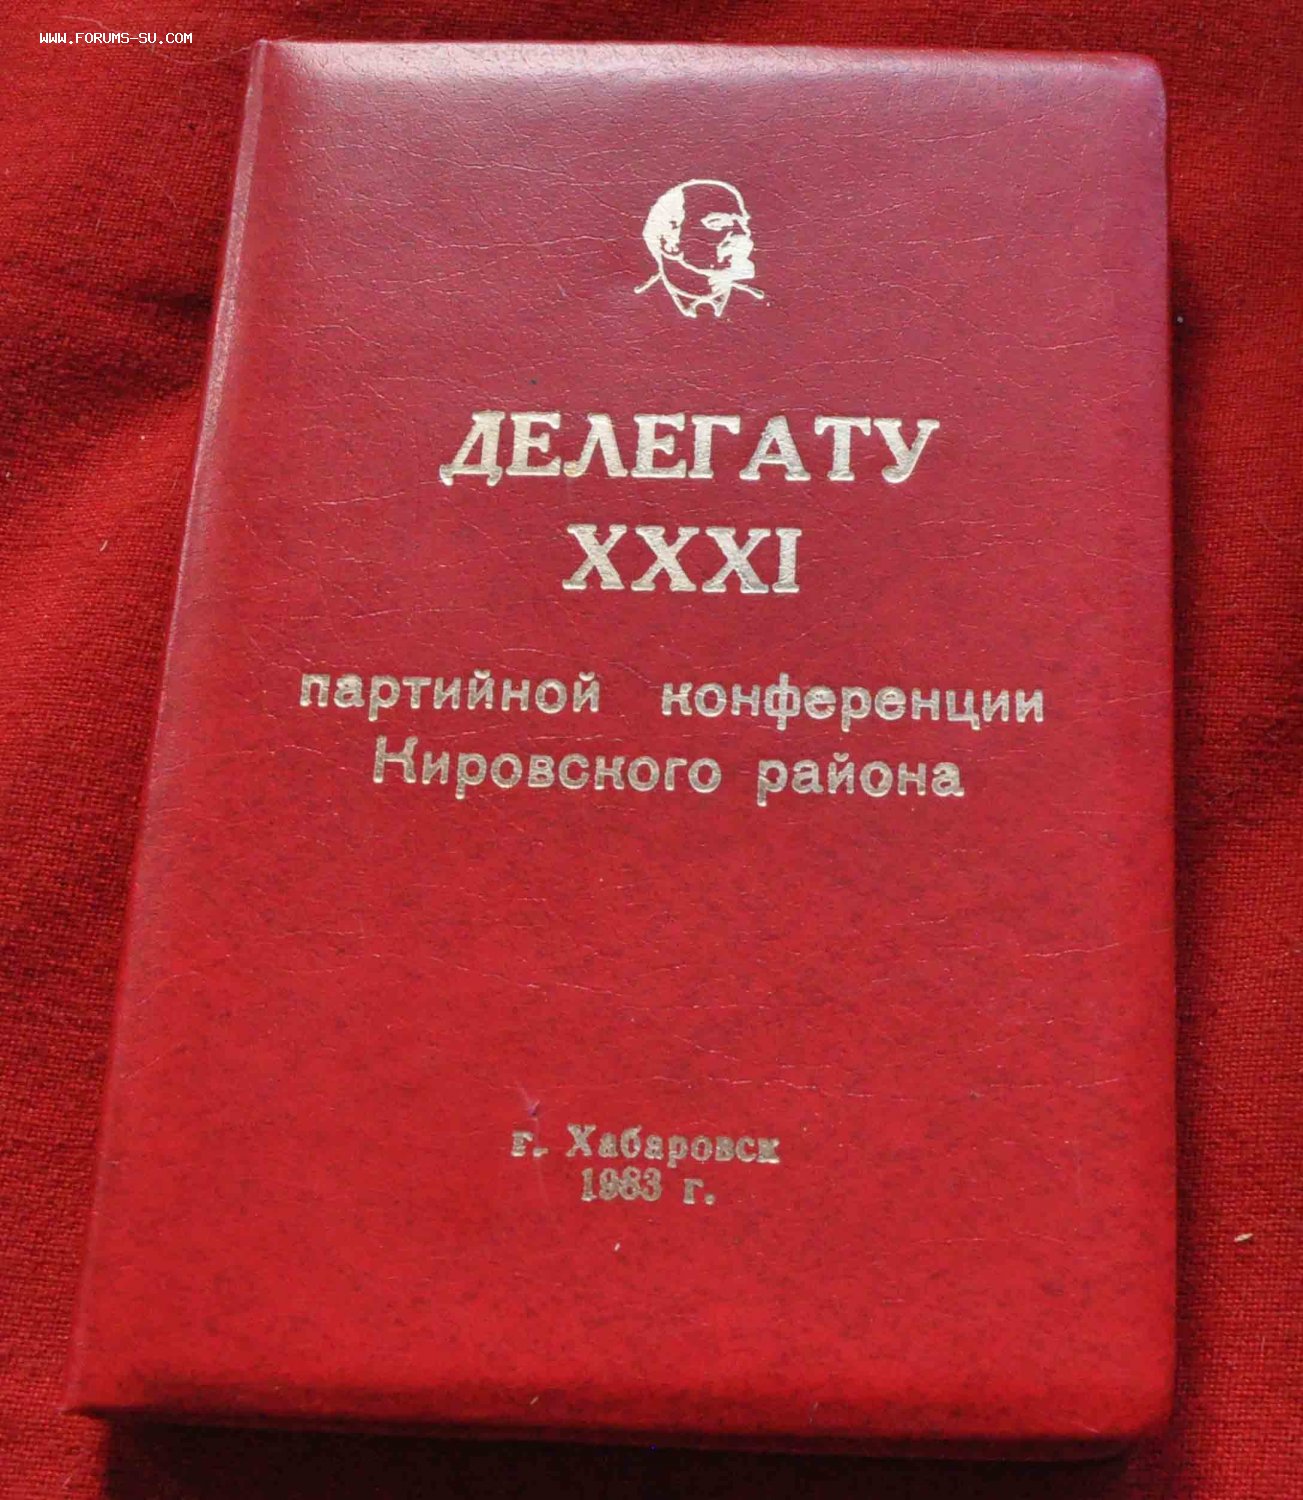 WWW.FORUMS-SU.COM
ДЕЛЕГАТУ
XXXI
партийной конференции
Кировского района
г. Хабаровск
1983 г.